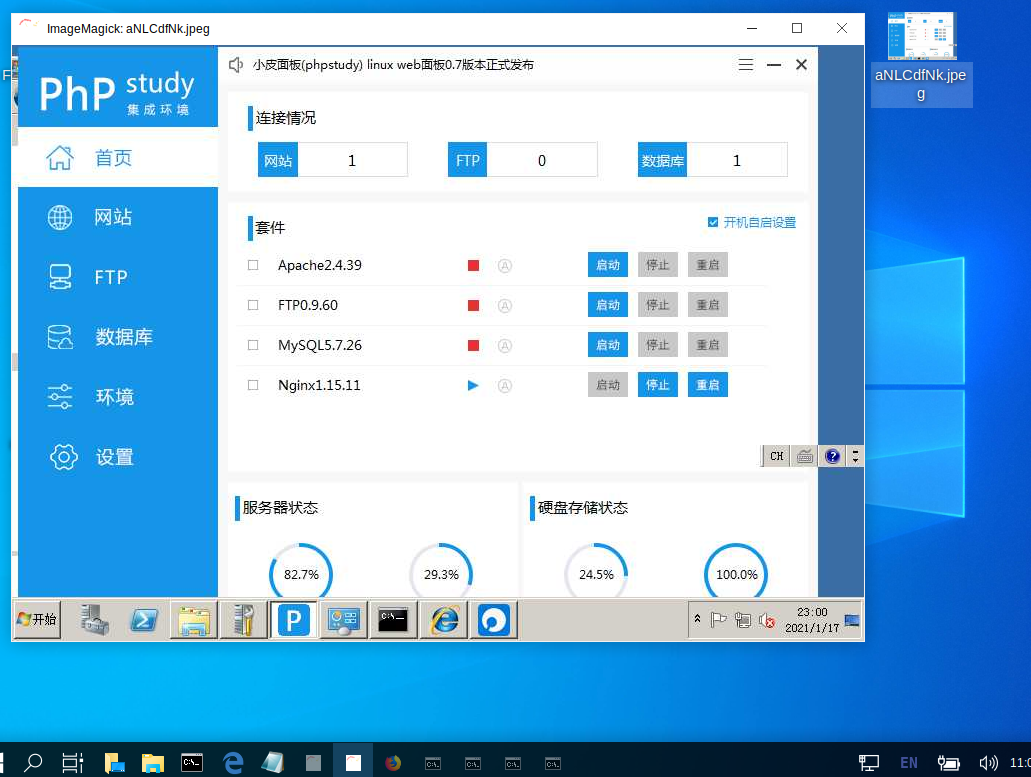 ImageMagick: aNLCdfNk.jpeg
aNLCdfNk.jpe
g
F
PhP study
集成环境
小皮面板(phpstudy) linux web面板0.7版本正式发布
首页
网站
FTP
数据库
环境
设置
连接情况
网站 1 FTP 0 数据库 1
套件
开机自启设置
Apache2.4.39 A 启动 停止 重启
FTP0.9.60 A 启动 停止 重启
MySQL5.7.26 A 启动 停止 重启
Nginx1.15.11 A 启动 停止 重启
CH
服务器状态
硬盘存储状态
82.7% 29.3% 24.5% 100.0%
开始
P
C:\_
23:00
2021/1/17
EN